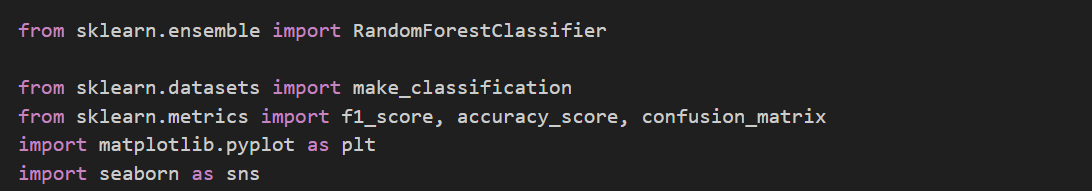 from sklearn.ensemble import RandomForestClassifier
from sklearn.datasets import make_classification
from sklearn.metrics import f1_score, accuracy_score, confusion_matrix
import matplotlib.pyplot as plt
import seaborn as sns